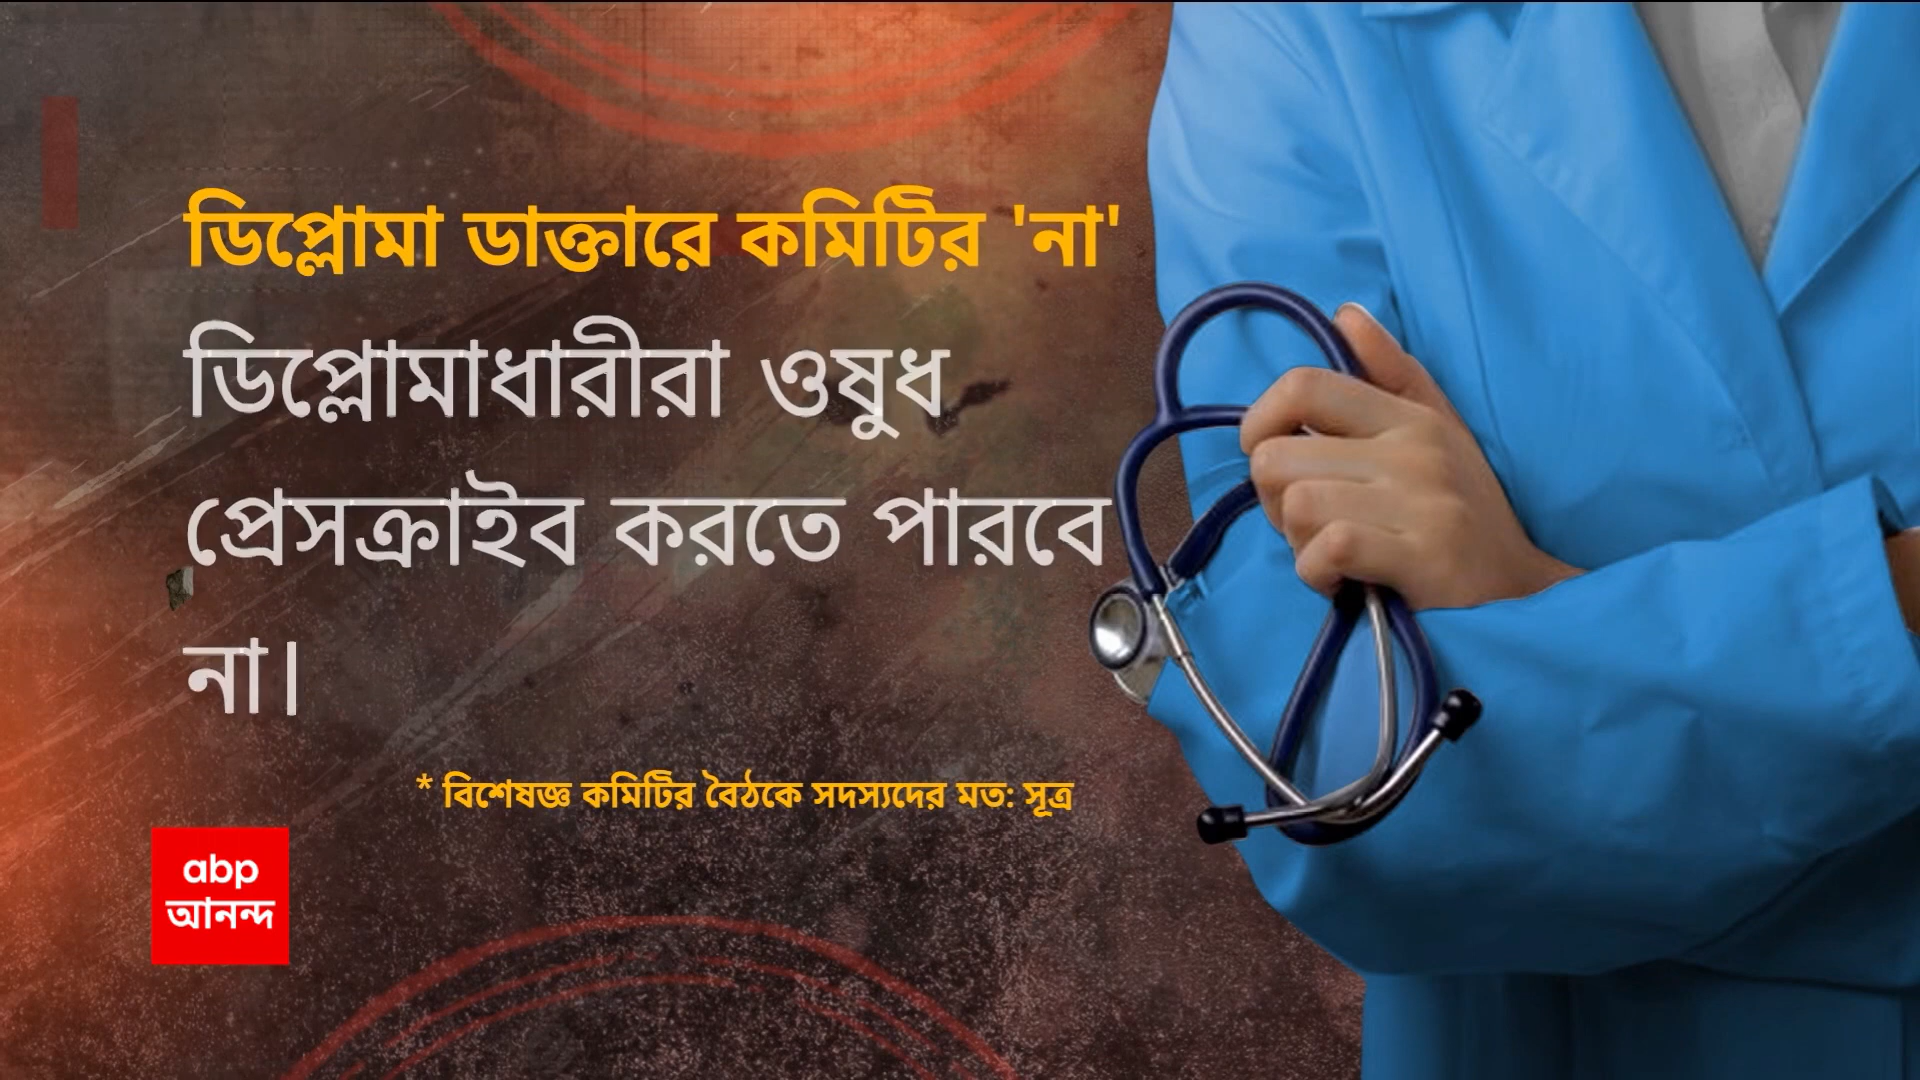 ডিপ্লোমা ডাক্তারে কমিটির 'না'
ডিপ্লোমাধারীরা ওষুধ
প্রেসক্রাইব করতে পারবে
না।
* বিশেষজ্ঞ কমিটির বৈঠকে সদস্যদের মত: সূত্র
abp
আনন্দ